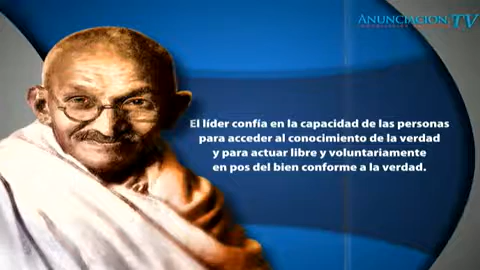 ANUNCIACIONTV
El líder confía en la capacidad de las personas
para acceder al conocimiento de la verdad
y para actuar libre y voluntariamente
en pos del bien conforme a la verdad.